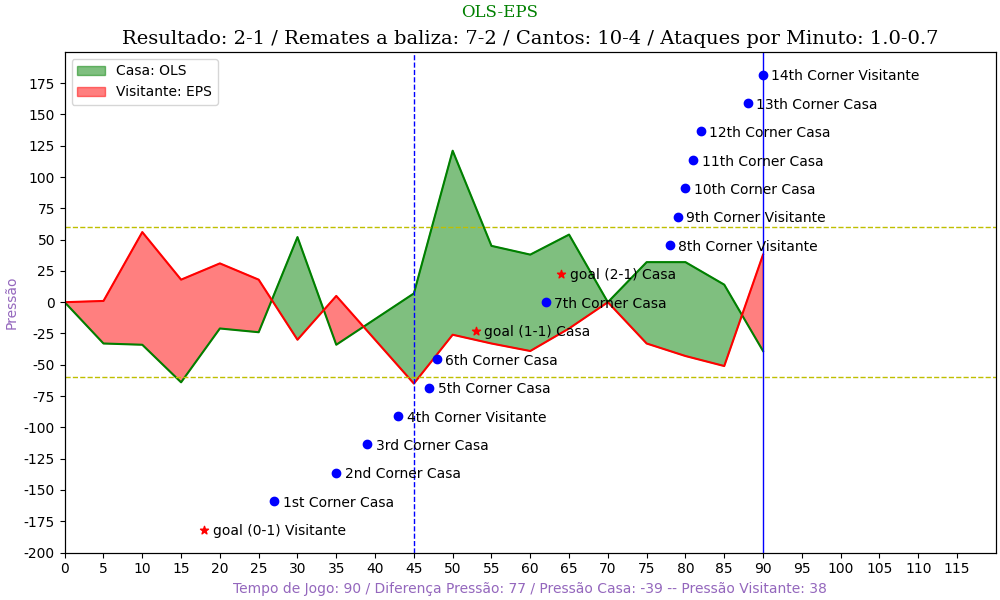 OLS-EPS
Resultado: 2-1 / Remates a baliza: 7-2 / Cantos: 10-4 / Ataques por Minuto: 1.0-0.7
Casa: OLS
Visitante: EPS
14th Corner Visitante
13th Corner Casa
12th Corner Casa
11th Corner Casa
10th Corner Casa
9th Corner Visitante
8th Corner Visitante
goal (2-1) Casa
7th Corner Casa
goal (1-1) Casa
6th Corner Casa
5th Corner Casa
4th Corner Visitante
3rd Corner Casa
2nd Corner Casa
1st Corner Casa
goal (0-1) Visitante
Pressão
175
150
125
100
75
50
25
0
-25
-50
-75
-100
-125
-150
-175
-200
0 5 10 15 20 25 30 35 40 45 50 55 60 65 70 75 80 85 90 95 100 105 110 115
Tempo de Jogo: 90 / Diferença Pressão: 77 / Pressão Casa: -39 -- Pressão Visitante: 38